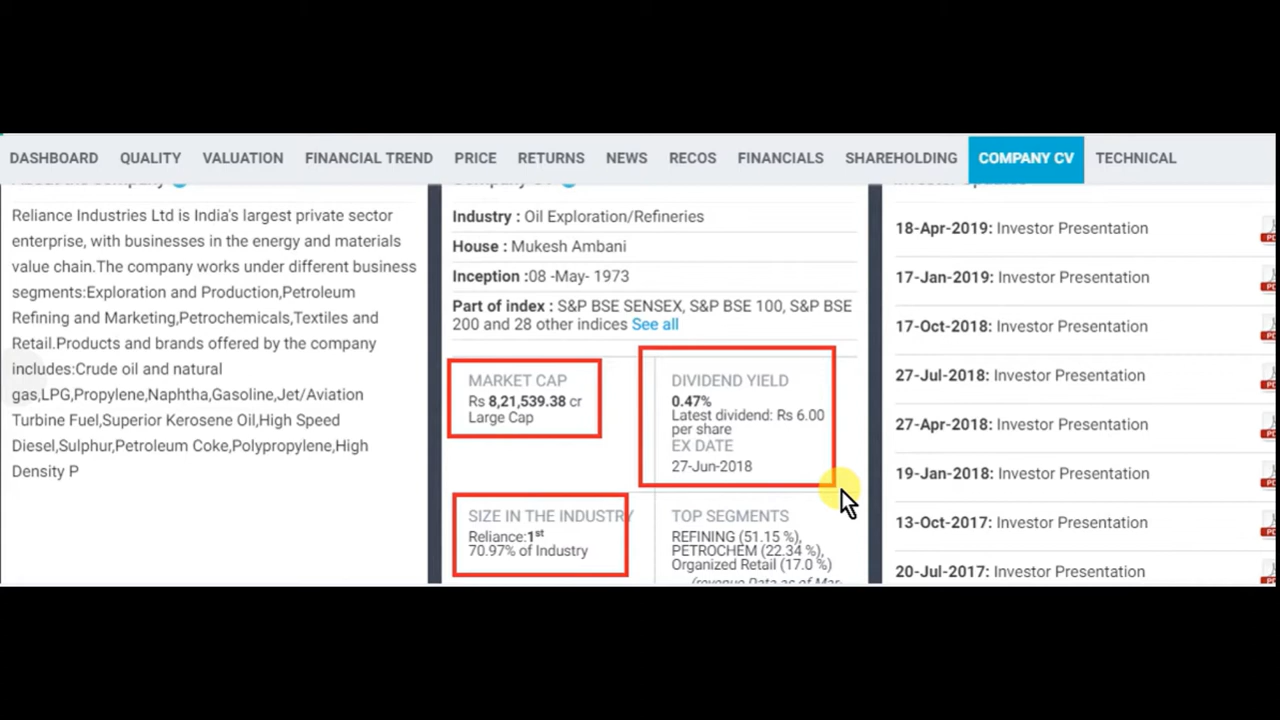 DASHBOARD QUALITY VALUATION FINANCIAL TREND PRICE RETURNS NEWS RECOS FINANCIALS SHAREHOLDING COMPANY CV TECHNICAL
Reliance Industries Ltd is India's largest private sector
enterprise, with businesses in the energy and materials
value chain.The company works under different business
segments:Exploration and Production,Petroleum
Refining and Marketing,Petrochemicals,Textiles and
Retail.Products and brands offered by the company
includes:Crude oil and natural
gas,LPG,Propylene,Naphtha,Gasoline,Jet/Aviation
Turbine Fuel,Superior Kerosene Oil,High Speed
Diesel,Sulphur,Petroleum Coke,Polypropylene,High
Density P
Industry : Oil Exploration/Refineries
House : Mukesh Ambani
Inception :08 -May- 1973
Part of index : S&P BSE SENSEX, S&P BSE 100, S&P BSE
200 and 28 other indices See all
MARKET CAP
Rs 8,21,539.38 cr
Large Cap
DIVIDEND YIELD
0.47%
Latest dividend: Rs 6.00
per share
EX DATE
27-Jun-2018
SIZE IN THE INDUSTRY
Reliance:1st
70.97% of Industry
TOP SEGMENTS
REFINING (51.15 %),
PETROCHEM (22.34 %),
Organized Retail (17.0 %)
(revenue Data as of Mar-
18-Apr-2019: Investor Presentation
17-Jan-2019: Investor Presentation
17-Oct-2018: Investor Presentation
27-Jul-2018: Investor Presentation
27-Apr-2018: Investor Presentation
19-Jan-2018: Investor Presentation
13-Oct-2017: Investor Presentation
20-Jul-2017: Investor Presentation